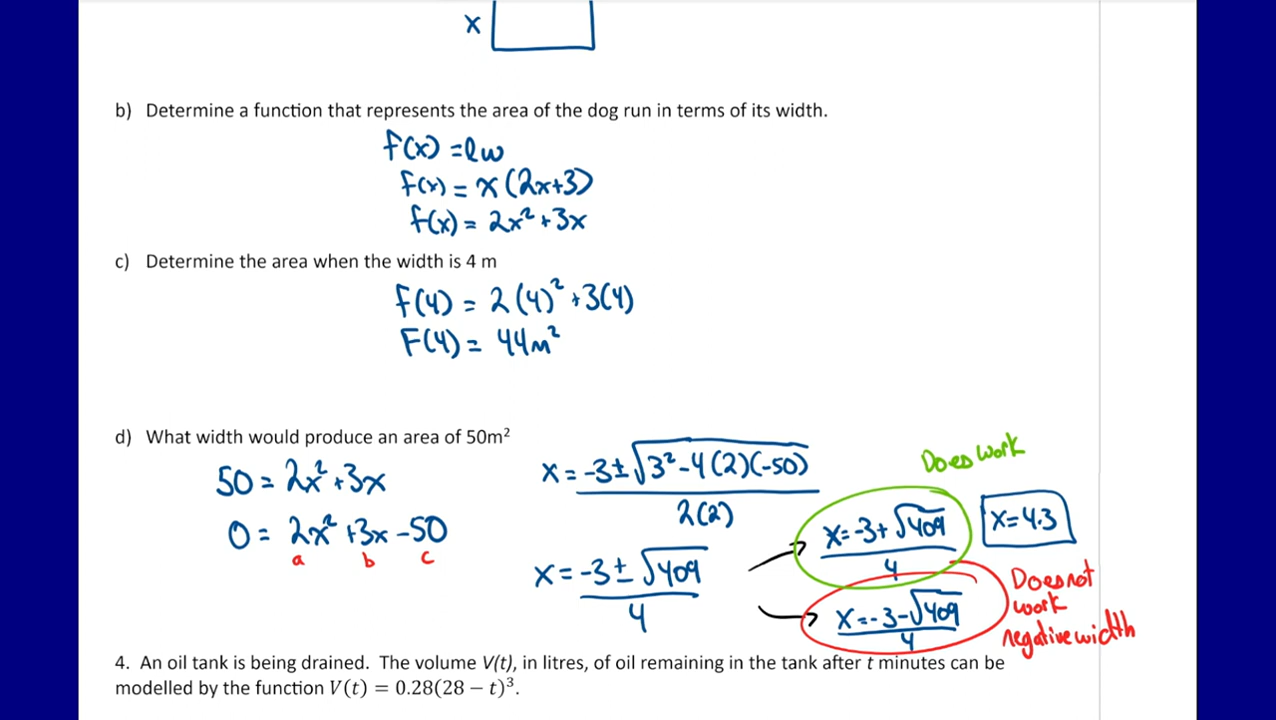 x
b) Determine a function that represents the area of the dog run in terms of its width.
f(x) = lw
f(x) = x(2x+3)
f(x) = 2x² + 3x
c) Determine the area when the width is 4 m
f(4) = 2(4)² + 3(4)
F(4) = 44m²
d) What width would produce an area of 50m²
50 = 2x² + 3x
0 = 2x² + 3x - 50
a b c
x = -3 ± √3² - 4(2)(-50)
2(2)
x = -3 ± √409
4
Does work
x = -3 + √409
4
x = 4.3
x = -3 - √409
4
Does not
work
negative width
4. An oil tank is being drained. The volume V(t), in litres, of oil remaining in the tank after t minutes can be
modelled by the function V(t) = 0.28(28 − t)³.